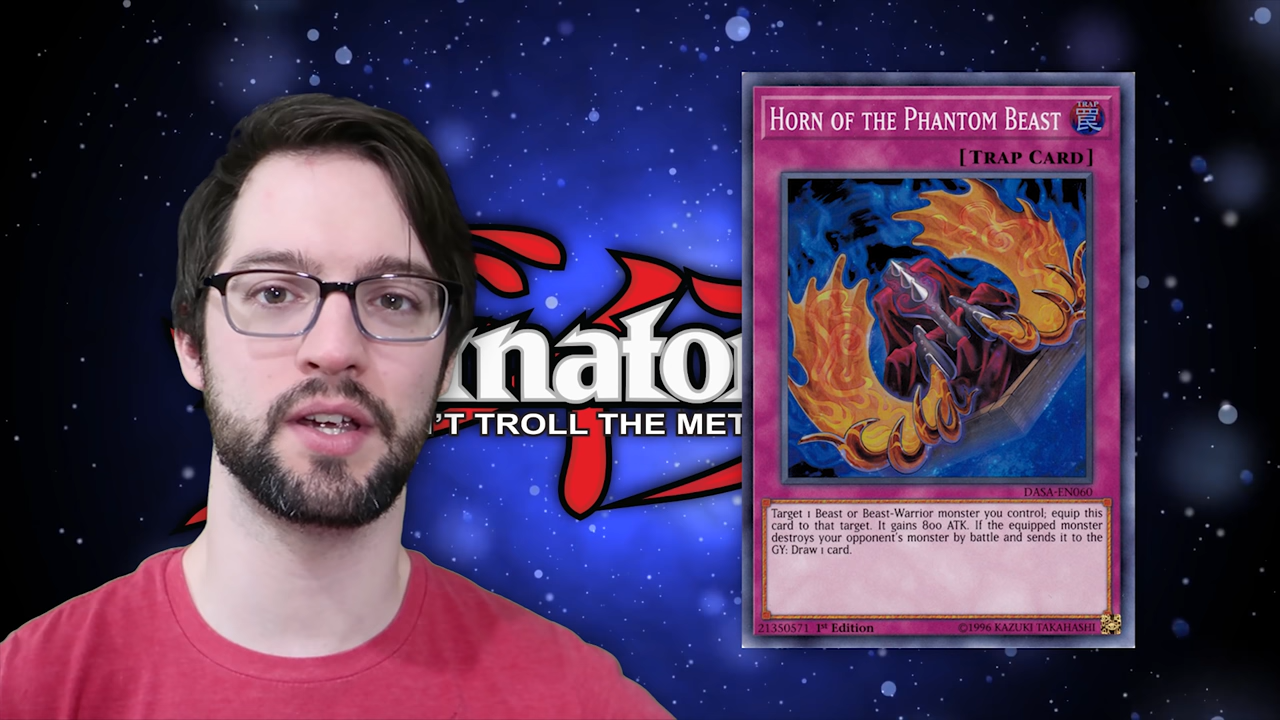 HORN OF THE PHANTOM BEAST
TRAP
罠
[TRAP CARD]
DASA-EN060
Target 1 Beast or Beast-Warrior monster you control; equip this
card to that target. It gains 800 ATK. If the equipped monster
destroys your opponent's monster by battle and sends it to the
GY: Draw 1 card.
21350571 1st Edition ©1996 KAZUKI TAKAHASHI
nato
'T TROLL THE MET